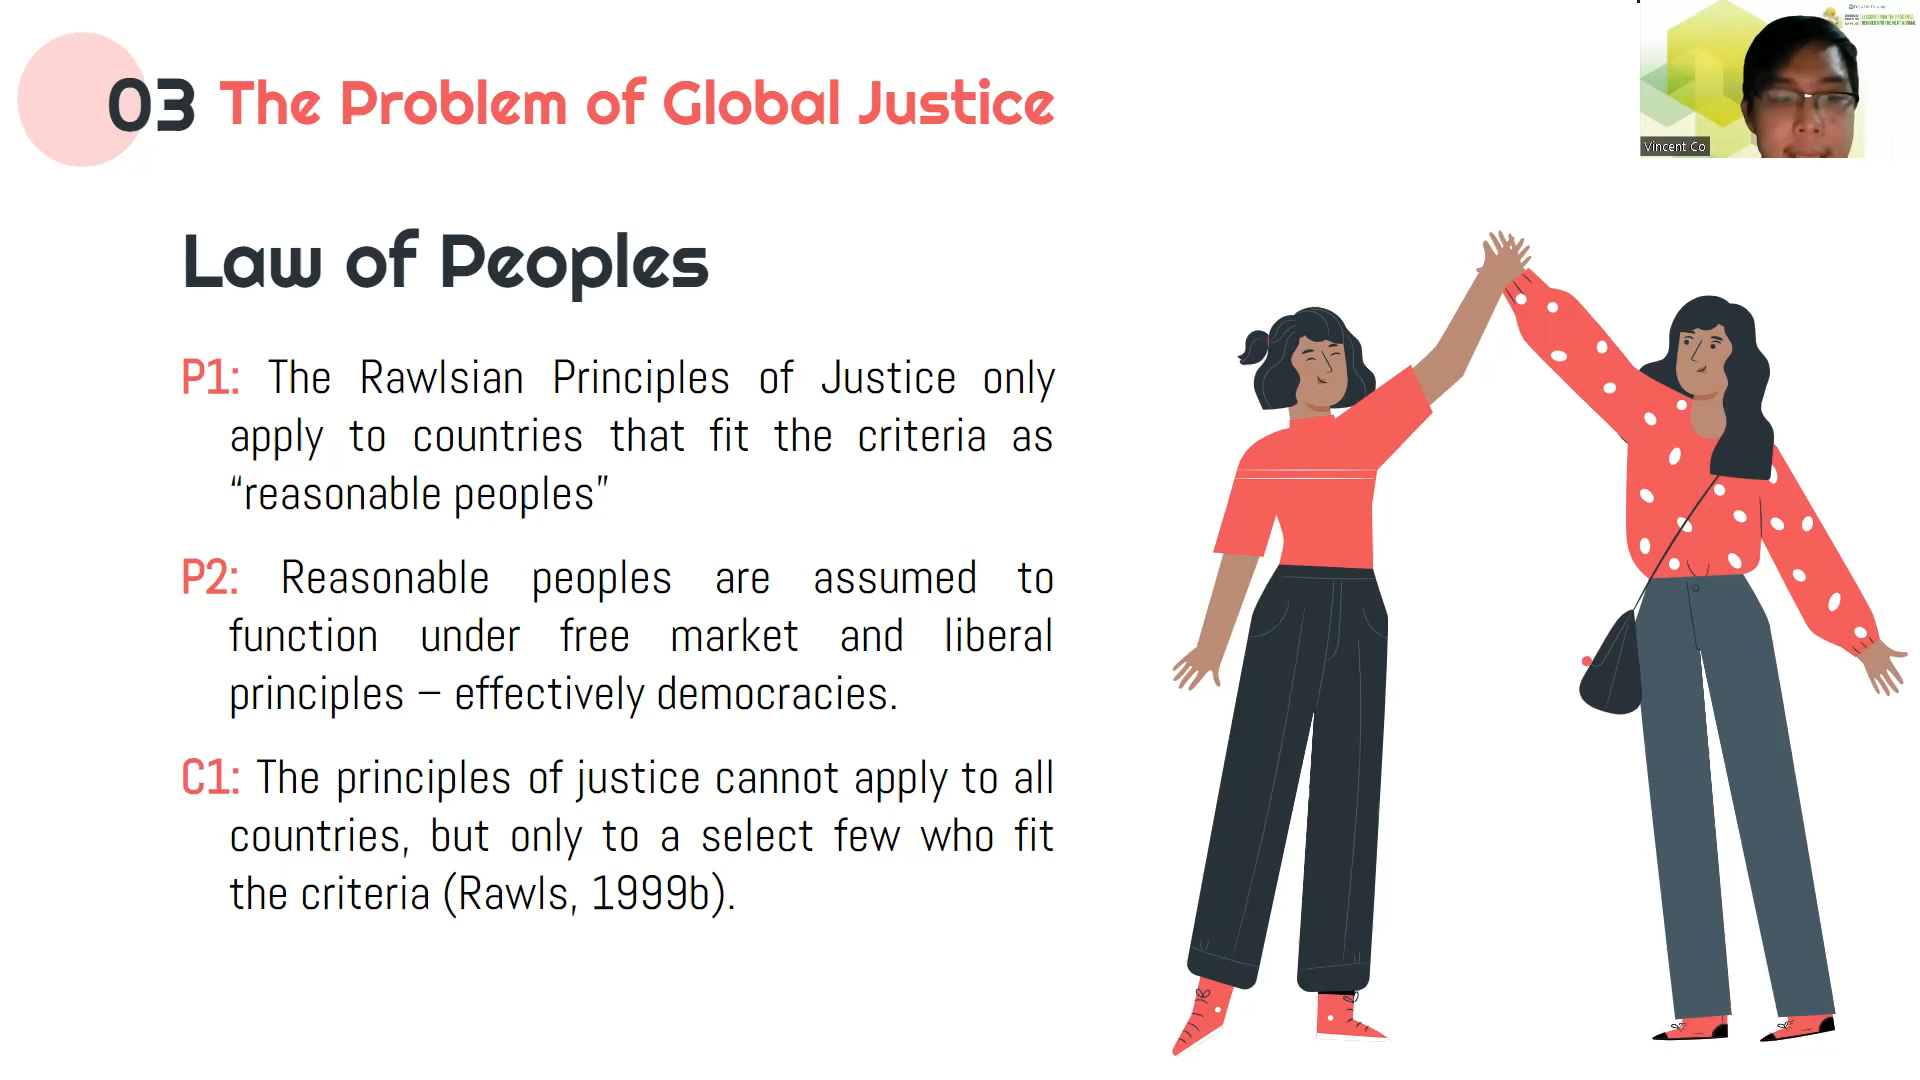 03 The Problem of Global Justice
Vincent Co
Law of Peoples
P1: The Rawlsian Principles of Justice only
apply to countries that fit the criteria as
“reasonable peoples”
P2: Reasonable peoples are assumed to
function under free market and liberal
principles – effectively democracies.
C1: The principles of justice cannot apply to all
countries, but only to a select few who fit
the criteria (Rawls, 1999b).